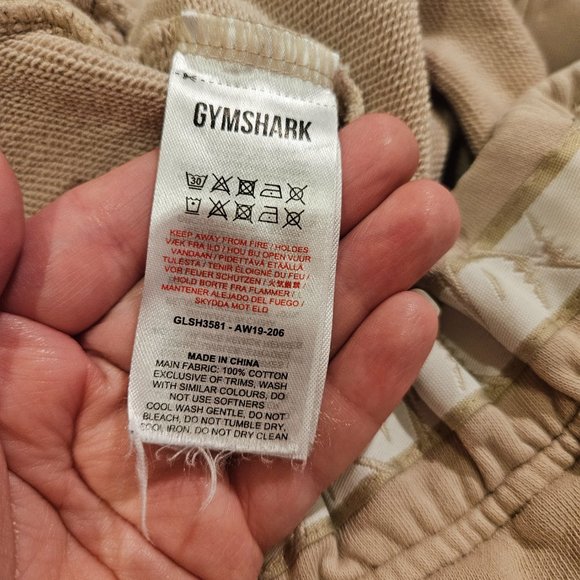 GYMSHARK
30
KEEP AWAY FROM FIRE / HOLDES
VÆK FRA ILD / HOU BIJ OPEN VUUR
VANDAAN / PIDETTÄVÄ ETÄÄLLÄ
TULESTA / TENIR ÉLOIGNÉ DU FEU /
VOR FEUER SCHÜTZEN / 火気厳禁 /
HOLD BORTE FRA FLAMMER /
MANTENER ALEJADO DEL FUEGO /
SKYDDA MOT ELD
GLSH3581 - AW19-206
MADE IN CHINA
MAIN FABRIC: 100% COTTON
EXCLUSIVE OF TRIMS, WASH
WITH SIMILAR COLOURS, DO
NOT USE SOFTNERS
COOL WASH GENTLE, DO NOT
BLEACH, DO NOT TUMBLE DRY,
COOL IRON, DO NOT DRY CLEAN